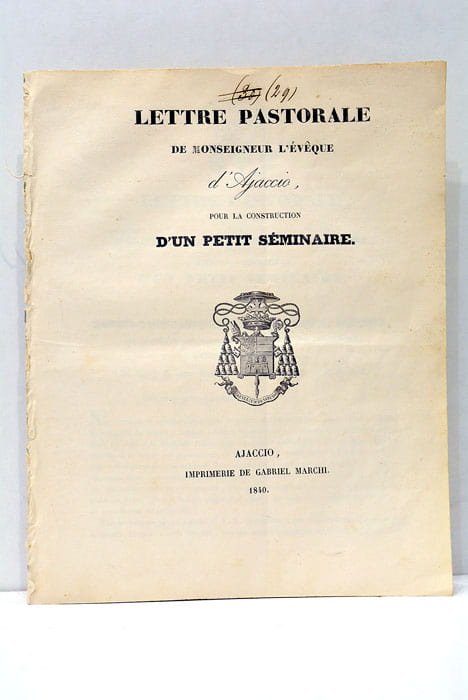 (30) (29)
LETTRE PASTORALE
DE MONSEIGNEUR L'ÉVÊQUE
d'Ajaccio,
POUR LA CONSTRUCTION
D'UN PETIT SÉMINAIRE.
AJACCIO,
IMPRIMERIE DE GABRIEL MARCHI.
1840.